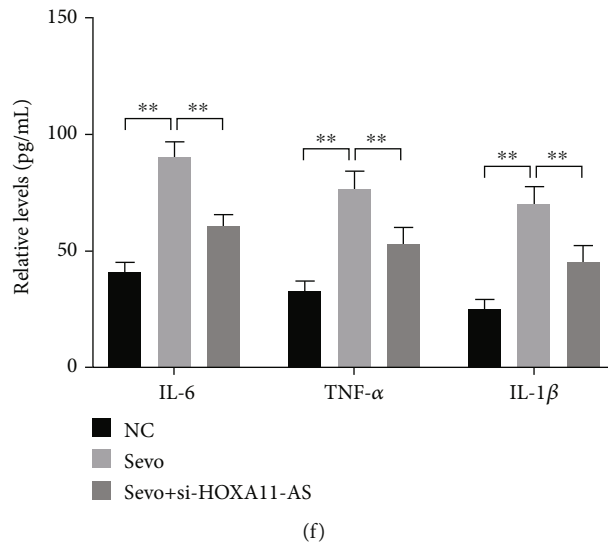 150
100
50
0
Relative levels (pg/mL)
** **
** **
** **
IL-6 TNF-α IL-1β
NC
Sevo
Sevo+si-HOXA11-AS
(f)